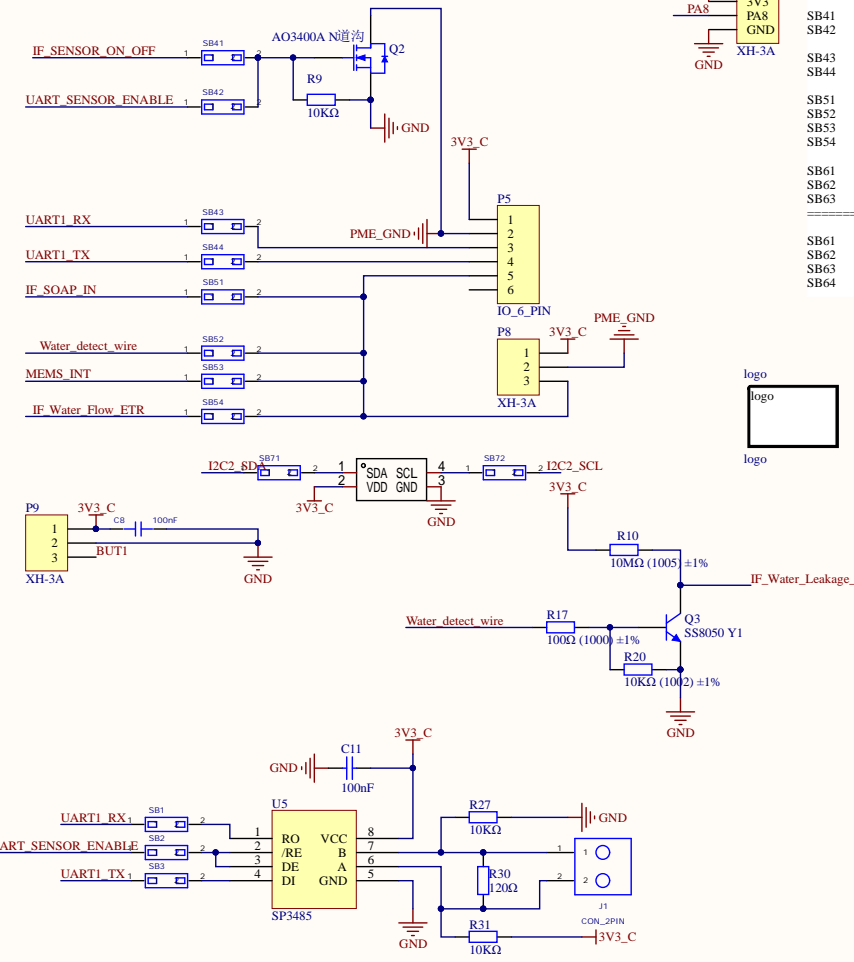 3V3
PA8
PA8
GND
XH-3A
GND
SB41
SB42
SB43
SB44
SB51
SB52
SB53
SB54
SB61
SB62
SB63
========
SB61
SB62
SB63
SB64
AO3400A N道沟
Q2
IF_SENSOR_ON_OFF
SB41
1
2
R9
10KΩ
UART_SENSOR_ENABLE
SB42
1
2
GND
3V3_C
P5
1
2
3
4
5
6
IO_6_PIN
PME_GND
UART1_RX
SB43
1
2
UART1_TX
SB44
1
2
IF_SOAP_IN
SB51
1
2
Water_detect_wire
SB52
1
2
MEMS_INT
SB53
1
2
IF_Water_Flow_ETR
SB54
1
2
P8
3V3_C
PME_GND
1
2
3
XH-3A
logo
logo
logo
I2C2_SDA
SB71
1
2
1
2
SDA SCL
VDD GND
4
3
SB72
1
2
I2C2_SCL
3V3_C
GND
3V3_C
P9
3V3_C
C8
100nF
1
2
3
BUT1
XH-3A
GND
R10
10MΩ (1005) ±1%
IF_Water_Leakage_
Water_detect_wire
R17
100Ω (1000) ±1%
Q3
SS8050 Y1
R20
10KΩ (1002) ±1%
GND
3V3_C
GND
C11
100nF
U5
UART1_RX
SB1
1
2
ART_SENSOR_ENABLE
SB2
1
2
UART1_TX
SB3
1
2
1
2
3
4
RO
/RE
DE
DI
VCC
B
A
GND
8
7
6
5
SP3485
GND
R27
10KΩ
GND
R30
120Ω
1
2
1
2
J1
CON_2PIN
R31
10KΩ
3V3_C